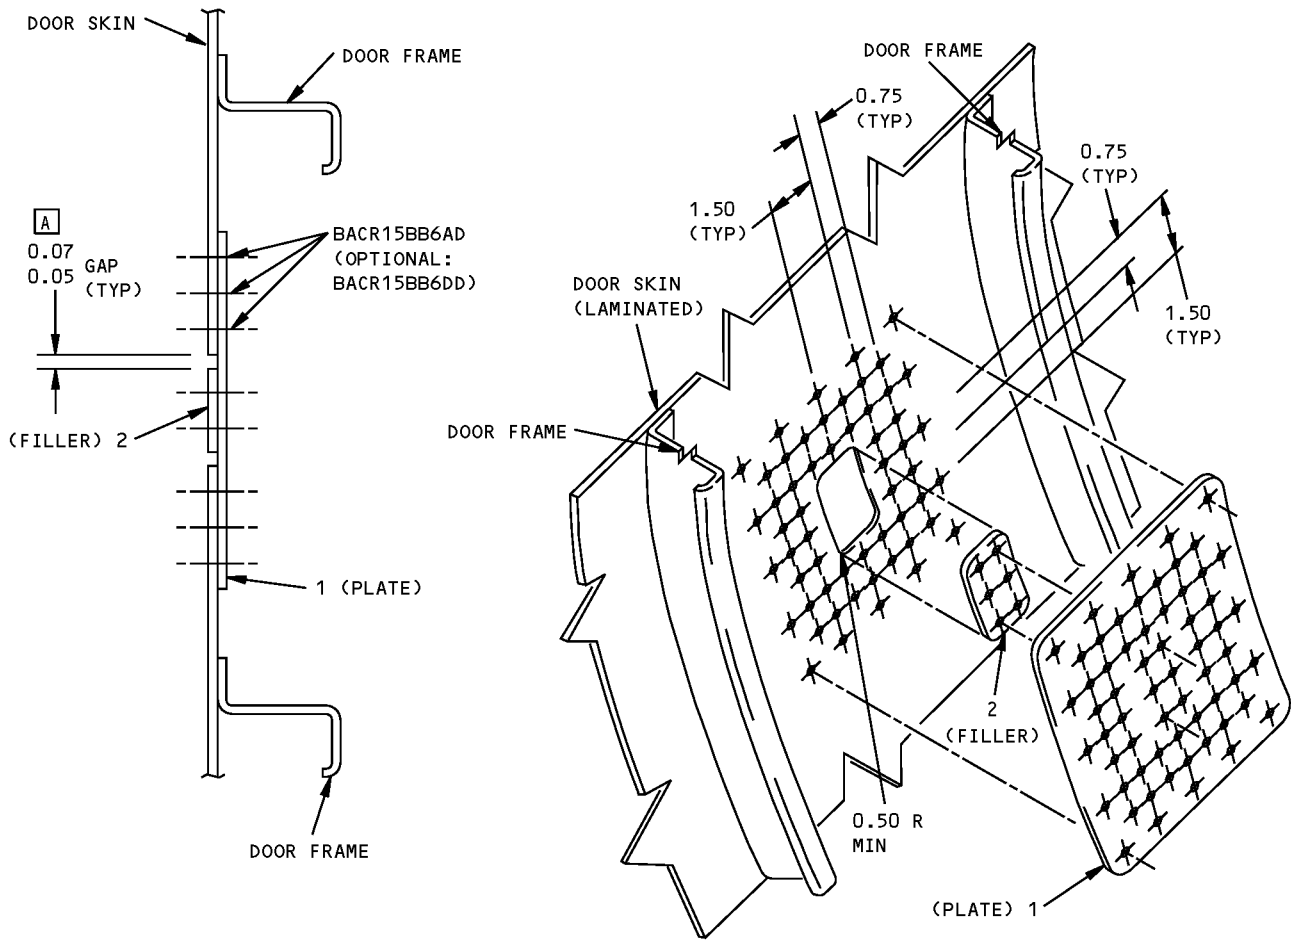 DOOR SKIN
DOOR FRAME
A
0.07
0.05
GAP
(TYP)
BACR15BB6AD
(OPTIONAL:
BACR15BB6DD)
(FILLER) 2
1 (PLATE)
DOOR FRAME
DOOR FRAME
0.75
(TYP)
0.75
(TYP)
1.50
(TYP)
DOOR SKIN
(LAMINATED)
1.50
(TYP)
DOOR FRAME
2
(FILLER)
0.50 R
MIN
(PLATE) 1